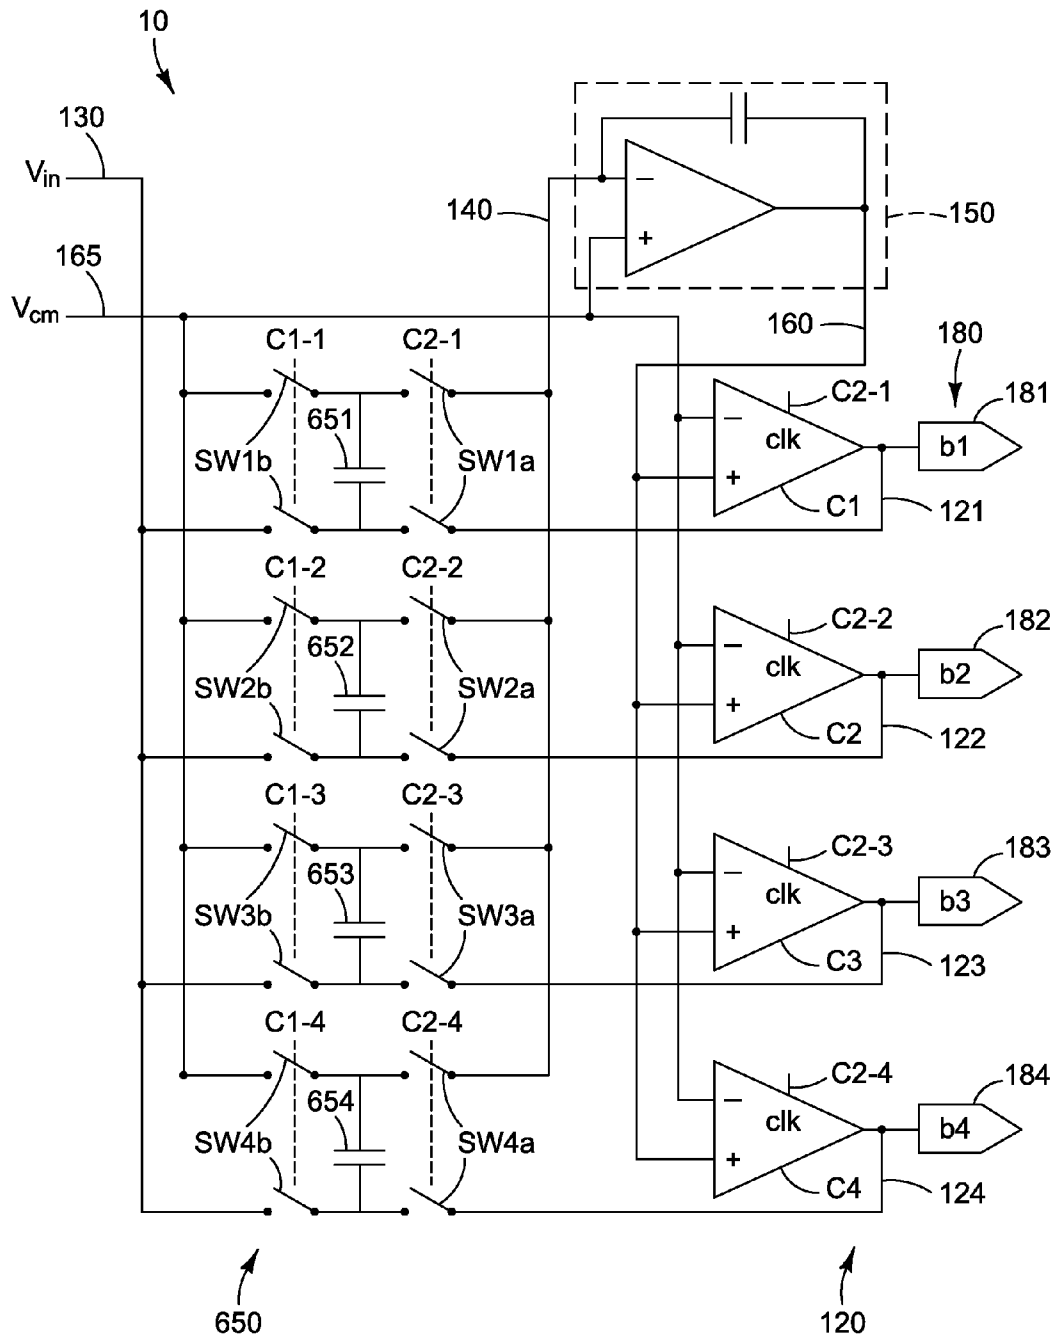 10
130
Vin
140
150
165
Vcm
160
180
C1-1
C2-1
C2-1
181
651
clk
b1
SW1b
SW1a
C1
121
C1-2
C2-2
C2-2
182
652
clk
b2
SW2b
SW2a
C2
122
C1-3
C2-3
C2-3
183
653
clk
b3
SW3b
SW3a
C3
123
C1-4
C2-4
C2-4
184
654
clk
b4
SW4b
SW4a
C4
124
650
120